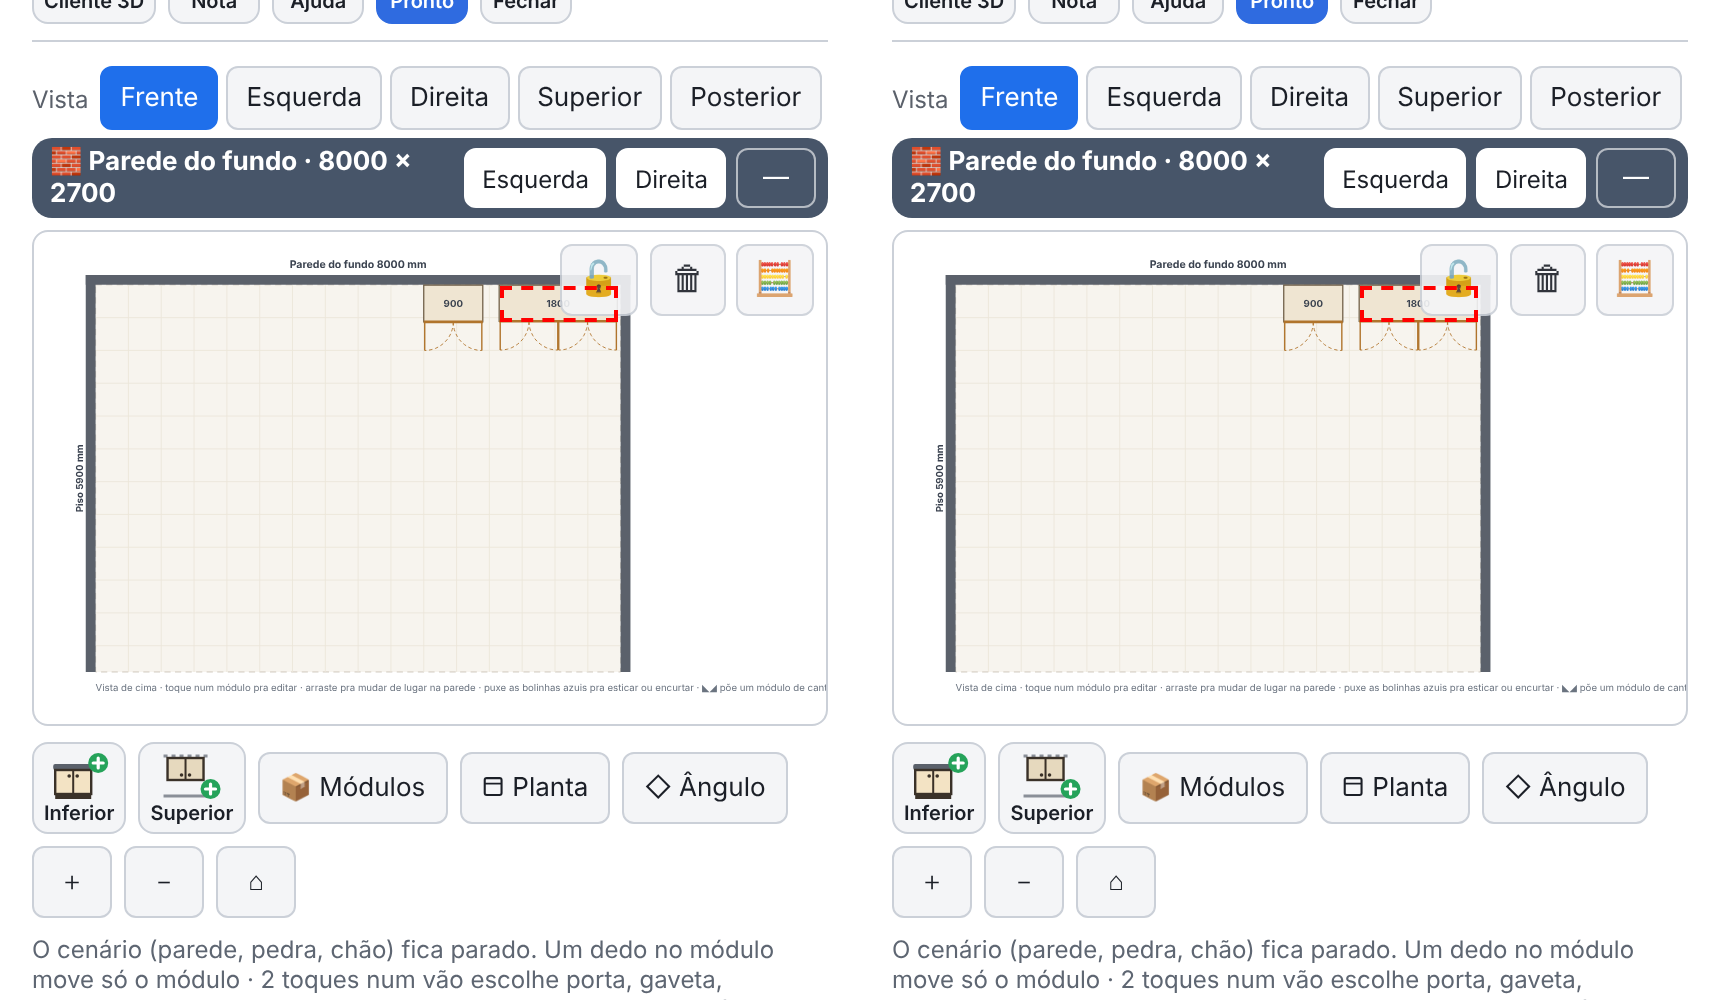 Cliente 3D Nota Ajuda Pronto Fechar
Vista Frente Esquerda Direita Superior Posterior
Parede do fundo · 8000 ×
2700
Esquerda Direita —
Parede do fundo 8000 mm
900 180
Piso 5900 mm
Vista de cima · toque num módulo pra editar · arraste pra mudar de lugar na parede · puxe as bolinhas azuis pra esticar ou encurtar · ◣◢ põe um módulo de cant
Inferior Superior Módulos Planta Ângulo
+ − ⌂
O cenário (parede, pedra, chão) fica parado. Um dedo no módulo
move só o módulo · 2 toques num vão escolhe porta, gaveta,
Cliente 3D Nota Ajuda Pronto Fechar
Vista Frente Esquerda Direita Superior Posterior
Parede do fundo · 8000 ×
2700
Esquerda Direita —
Parede do fundo 8000 mm
900 180
Piso 5900 mm
Vista de cima · toque num módulo pra editar · arraste pra mudar de lugar na parede · puxe as bolinhas azuis pra esticar ou encurtar · ◣◢ põe um módulo de cant
Inferior Superior Módulos Planta Ângulo
+ − ⌂
O cenário (parede, pedra, chão) fica parado. Um dedo no módulo
move só o módulo · 2 toques num vão escolhe porta, gaveta,